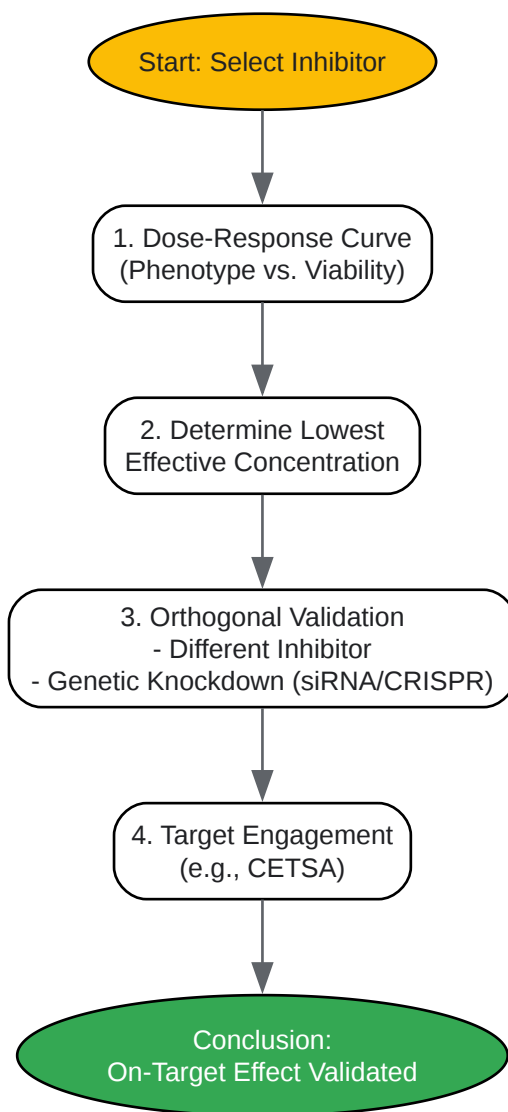 Start: Select Inhibitor
1. Dose-Response Curve
(Phenotype vs. Viability)
2. Determine Lowest
Effective Concentration
3. Orthogonal Validation
- Different Inhibitor
- Genetic Knockdown (siRNA/CRISPR)
4. Target Engagement
(e.g., CETSA)
Conclusion:
On-Target Effect Validated